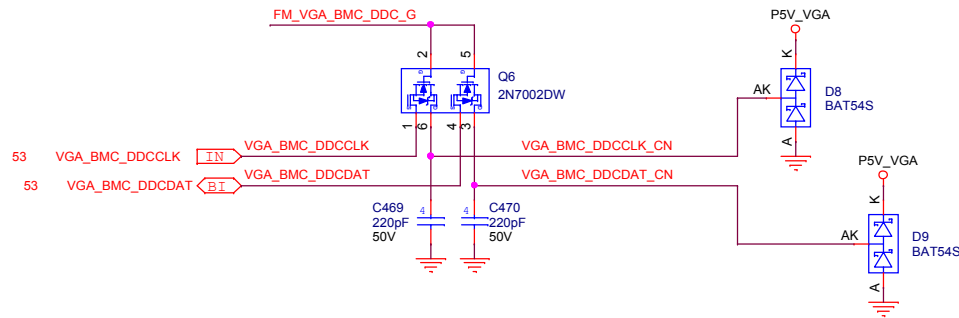 FM_VGA_BMC_DDC_G
P5V_VGA
2
5
K
Q6
2N7002DW
AK
D8
BAT54S
1
6
4
3
A
53 VGA_BMC_DDCCLK IN VGA_BMC_DDCCLK VGA_BMC_DDCCLK_CN
P5V_VGA
53 VGA_BMC_DDCDAT BI VGA_BMC_DDCDAT VGA_BMC_DDCDAT_CN
K
C469
4
220pF
50V
C470
4
220pF
50V
AK
D9
BAT54S
A